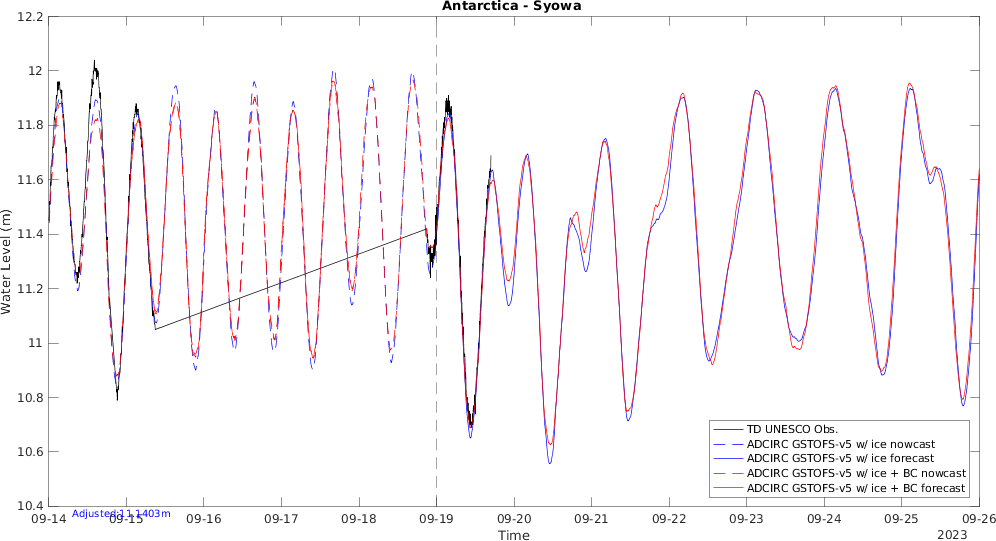 Antarctica - Syowa
12.2
12
11.8
11.6
11.4
11.2
11
10.8
10.6
10.4
Water Level (m)
TD UNESCO Obs.
ADCIRC GSTOFS-v5 w/ ice nowcast
ADCIRC GSTOFS-v5 w/ ice forecast
ADCIRC GSTOFS-v5 w/ ice + BC nowcast
ADCIRC GSTOFS-v5 w/ ice + BC forecast
Adjusted:11.1403m
09-14 09-15 09-16 09-17 09-18 09-19 09-20 09-21 09-22 09-23 09-24 09-25 09-26
Time
2023